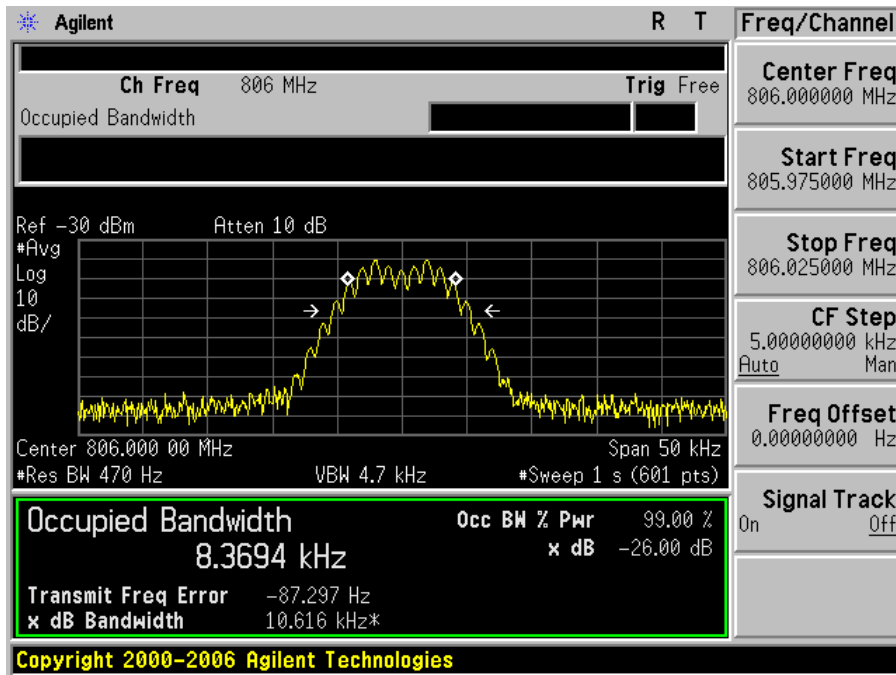 Agilent R T
Ch Freq 806 MHz Trig Free
Occupied Bandwidth
Ref -30 dBm Atten 10 dB
#Avg
Log
10
dB/
Center 806.000 00 MHz Span 50 kHz
#Res BW 470 Hz VBW 4.7 kHz #Sweep 1 s (601 pts)
Occupied Bandwidth Occ BW % Pwr 99.00 %
8.3694 kHz x dB -26.00 dB
Transmit Freq Error -87.297 Hz
x dB Bandwidth 10.616 kHz*
Copyright 2000-2006 Agilent Technologies
Freq/Channel
Center Freq
806.000000 MHz
Start Freq
805.975000 MHz
Stop Freq
806.025000 MHz
CF Step
5.00000000 kHz
Auto Man
Freq Offset
0.00000000 Hz
Signal Track
On Off